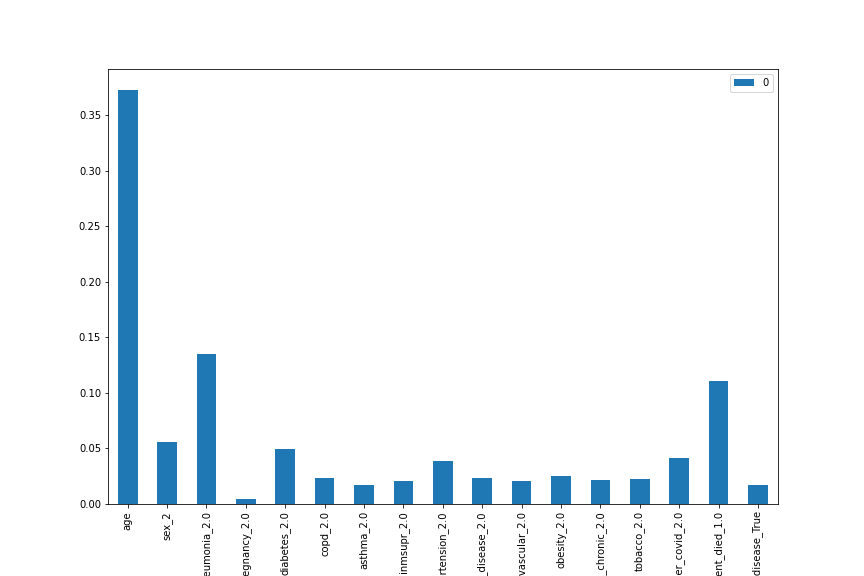 0
0.35
0.30
0.25
0.20
0.15
0.10
0.05
0.00
age
sex_2
eumonia_2.0
egnancy_2.0
diabetes_2.0
copd_2.0
asthma_2.0
inmsupr_2.0
rtension_2.0
_disease_2.0
vascular_2.0
obesity_2.0
_chronic_2.0
tobacco_2.0
er_covid_2.0
ent_died_1.0
disease_True